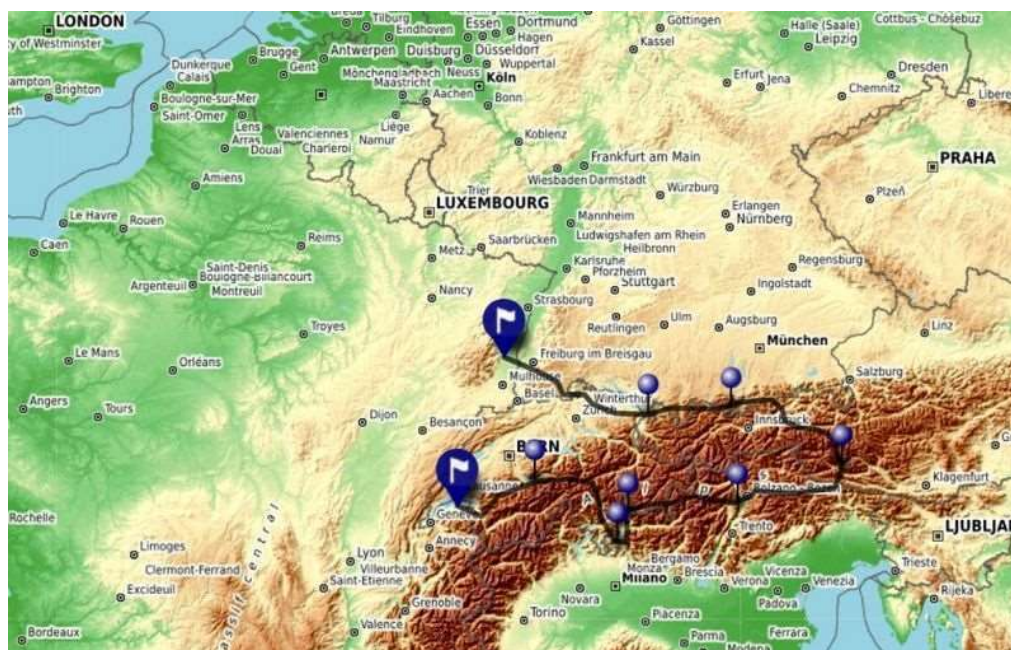 LONDON
Tilburg
Eindhoven
Essen
Dortmund
Hagen
Göttingen
Halle (Saale)
Leipzig
Cottbus - Chóśebuz
y of Westminster
Brugge
Antwerpen
Duisburg
Düsseldorf
Wuppertal
Kassel
Dunkerque
Gent
Mönchengladbach
Neuss
Köln
Erfurt
Jena
Dresden
Brighton
Calais
Maastricht
Aachen
Bonn
Chemnitz
Boulogne-sur-Mer
Saint-Omer
Liège
Lens
Arras
Douai
Valenciennes
Charleroi
Namur
Koblenz
Frankfurt am Main
PRAHA
Amiens
Wiesbaden
Darmstadt
Trier
Würzburg
Plzeň
LUXEMBOURG
Erlangen
Nürnberg
Le Havre
Rouen
Mannheim
Ludwigshafen am Rhein
Heilbronn
Caen
Reims
Metz
Saarbrücken
Karlsruhe
Pforzheim
Stuttgart
Regensburg
Saint-Denis
Boulogne-Billancourt
Argenteuil
Montreuil
Nancy
Strasbourg
Ingolstadt
Troyes
Reutlingen
Ulm
Augsburg
Linz
Le Mans
Orléans
Freiburg im Breisgau
München
Salzburg
Mulhouse
Angers
Tours
Dijon
Basel
Winterthu
Zürich
Besançon
Innsbruck
BERN
Klagenfurt
Lausanne
Bolzano - Bozen
Rochelle
Genève
Trento
LJUBLJA
Limoges
Annecy
Lyon
Villeurbanne
Bergamo
Trieste
Clermont-Ferrand
Monza
Brescia
Vicenza
Excideuil
Saint-Etienne
Milano
Verona
Venezia
Rijeka
Massif central
Grenoble
Novara
Padova
Torino
Piacenza
Bordeaux
Valence
Parma
Ferrara
Modena